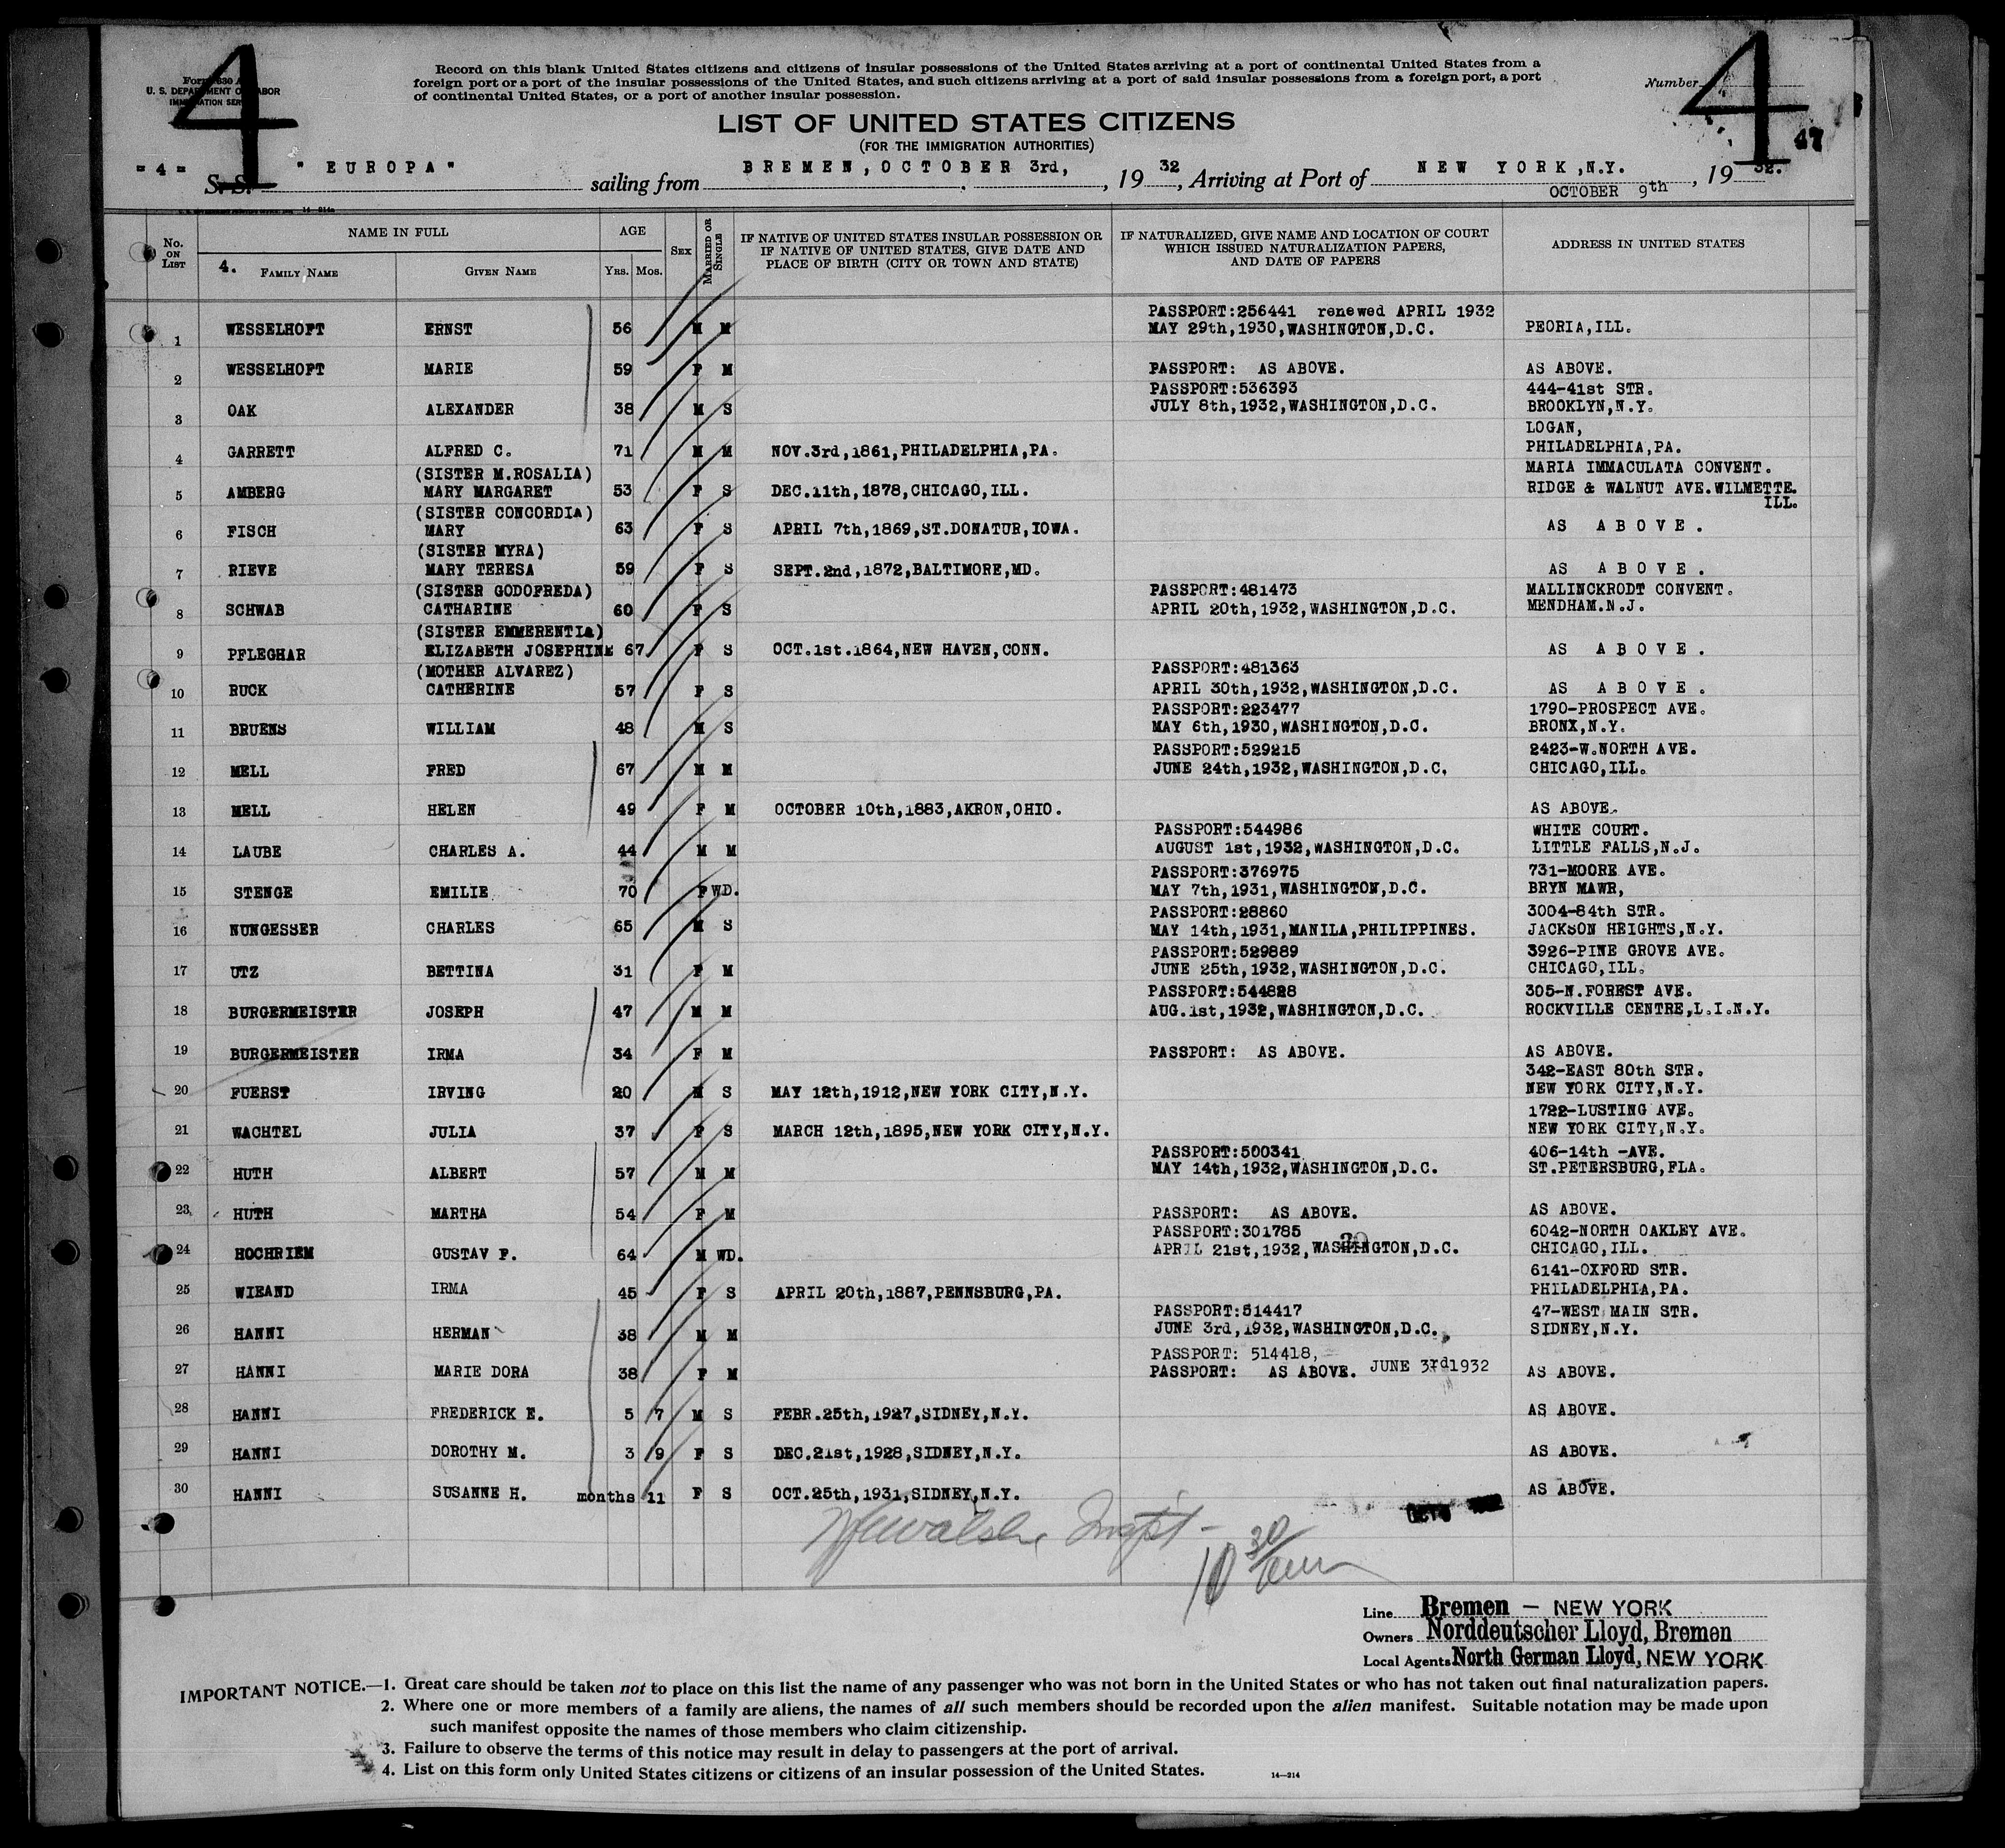 4
4
Form 630 A
U. S. DEPARTMENT OF LABOR
IMMIGRATION SERVICE
Record on this blank United States citizens and citizens of insular possessions of the United States arriving at a port of continental United States from a
foreign port or a port of the insular possessions of the United States, and such citizens arriving at a port of said insular possessions from a foreign port, a port
of continental United States, or a port of another insular possession.
Number
47
LIST OF UNITED STATES CITIZENS
(FOR THE IMMIGRATION AUTHORITIES)
= 4 = S. S. " EUROPA " sailing from BREMEN, OCTOBER 3rd, , 19 32, Arriving at Port of NEW YORK, N.Y. OCTOBER 9th , 19 32.
14—214a
No. ON LIST NAME IN FULL AGE SEX MARRIED OR SINGLE IF NATIVE OF UNITED STATES INSULAR POSSESSION OR IF NATIVE OF UNITED STATES, GIVE DATE AND PLACE OF BIRTH (CITY OR TOWN AND STATE) IF NATURALIZED, GIVE NAME AND LOCATION OF COURT WHICH ISSUED NATURALIZATION PAPERS, AND DATE OF PAPERS ADDRESS IN UNITED STATES
4. FAMILY NAME GIVEN NAME YRS. MOS.
PASSPORT:256441 renewed APRIL 1932
1 WESSELHOFT ERNST 56 M M MAY 29th,1930,WASHINGTON,D.C. PEORIA,ILL.
2 WESSELHOFT MARIE 59 F M PASSPORT: AS ABOVE. AS ABOVE.
PASSPORT:536393 444-41st STR.
3 OAK ALEXANDER 38 M S JULY 8th,1932,WASHINGTON,D.C. BROOKLYN,N.Y.
LOGAN,
4 GARRETT ALFRED C. 71 M M NOV.3rd,1861,PHILADELPHIA,PA. PHILADELPHIA,PA.
(SISTER M.ROSALIA) MARIA IMMACULATA CONVENT.
5 AMBERG MARY MARGARET 53 F S DEC.11th,1878,CHICAGO,ILL. RIDGE & WALNUT AVE.WILMETTE.
ILL.
(SISTER CONCORDIA)
6 FISCH MARY 63 F S APRIL 7th,1869,ST.DONATUR,IOWA. AS ABOVE.
(SISTER MYRA)
7 RIEVE MARY TERESA 59 F S SEPT.2nd,1872,BALTIMORE,MD. AS ABOVE.
(SISTER GODOFREDA) PASSPORT:481473 MALLINCKRODT CONVENT.
8 SCHWAB CATHARINE 60 F S APRIL 20th,1932,WASHINGTON,D.C. MENDHAM.N.J.
(SISTER EMMERENTIA)
9 PFLEGHAR ELIZABETH JOSEPHINE 67 F S OCT.1st.1864,NEW HAVEN,CONN. AS ABOVE.
(MOTHER ALVAREZ) PASSPORT:481363
10 RUCK CATHERINE 57 F S APRIL 30th,1932,WASHINGTON,D.C. AS ABOVE.
PASSPORT:223477 1790-PROSPECT AVE.
11 BRUENS WILLIAM 48 M S MAY 6th,1930,WASHINGTON,D.C. BRONX,N.Y.
PASSPORT:529215 2423-W.NORTH AVE.
12 MELL FRED 67 M M JUNE 24th,1932,WASHINGTON,D.C. CHICAGO,ILL.
13 MELL HELEN 49 F M OCTOBER 10th,1883,AKRON,OHIO. AS ABOVE.
PASSPORT:544986 WHITE COURT.
14 LAUBE CHARLES A. 44 M M AUGUST 1st,1932,WASHINGTON,D.C. LITTLE FALLS,N.J.
PASSPORT:376975 731-MOORE AVE.
15 STENGE EMILIE 70 F WD. MAY 7th,1931,WASHINGTON,D.C. BRYN MAWR,
PASSPORT:28860 3004-84th STR.
16 NUNGESSER CHARLES 65 M S MAY 14th,1931,MANILA,PHILIPPINES. JACKSON HEIGHTS,N.Y.
PASSPORT:529889 3926-PINE GROVE AVE.
17 UTZ BETTINA 31 F M JUNE 25th,1932,WASHINGTON,D.C. CHICAGO,ILL.
PASSPORT:544828 305-N.FOREST AVE.
18 BURGERMEISTER JOSEPH 47 M M AUG.1st,1932,WASHINGTON,D.C. ROCKVILLE CENTRE,L.I.N.Y.
19 BURGERMEISTER IRMA 34 F M PASSPORT: AS ABOVE. AS ABOVE.
342-EAST 80th STR.
20 FUERST IRVING 20 M S MAY 12th,1912,NEW YORK CITY,N.Y. NEW YORK CITY,N.Y.
1722-LUSTING AVE.
21 WACHTEL JULIA 37 F S MARCH 12th,1895,NEW YORK CITY,N.Y. NEW YORK CITY,N.Y.
PASSPORT:500341 406-14th -AVE.
22 HUTH ALBERT 57 M M MAY 14th,1932,WASHINGTON,D.C. ST.PETERSBURG,FLA.
23 HUTH MARTHA 54 F M PASSPORT: AS ABOVE. AS ABOVE.
PASSPORT:301785 6042-NORTH OAKLEY AVE.
24 HOCHRIEM GUSTAV F. 64 M WD. APRIL 21st,1932,WASHINGTON,D.C. CHICAGO,ILL.
6141-OXFORD STR.
25 WIEAND IRMA 45 F S APRIL 20th,1887,PENNSBURG,PA. PHILADELPHIA,PA.
PASSPORT:514417 47-WEST MAIN STR.
26 HANNI HERMAN 38 M M JUNE 3rd,1932,WASHINGTON,D.C. SIDNEY,N.Y.
PASSPORT: 514418,
27 HANNI MARIE DORA 38 F M PASSPORT: AS ABOVE. JUNE 3rd1932 AS ABOVE.
28 HANNI FREDERICK E. 5 7 M S FEBR.25th,1927,SIDNEY,N.Y. AS ABOVE.
29 HANNI DOROTHY M. 3 9 F S DEC.21st,1928,SIDNEY,N.Y. AS ABOVE.
30 HANNI SUSANNE H. months 11 F S OCT.25th,1931,SIDNEY,N.Y. AS ABOVE.
10 30
Line Bremen — NEW YORK
Owners Norddeutscher Lloyd, Bremen
Local Agents North German Lloyd, NEW YORK
IMPORTANT NOTICE.—1. Great care should be taken not to place on this list the name of any passenger who was not born in the United States or who has not taken out final naturalization papers.
2. Where one or more members of a family are aliens, the names of all such members should be recorded upon the alien manifest. Suitable notation may be made upon
such manifest opposite the names of those members who claim citizenship.
3. Failure to observe the terms of this notice may result in delay to passengers at the port of arrival.
4. List on this form only United States citizens or citizens of an insular possession of the United States.
14—214